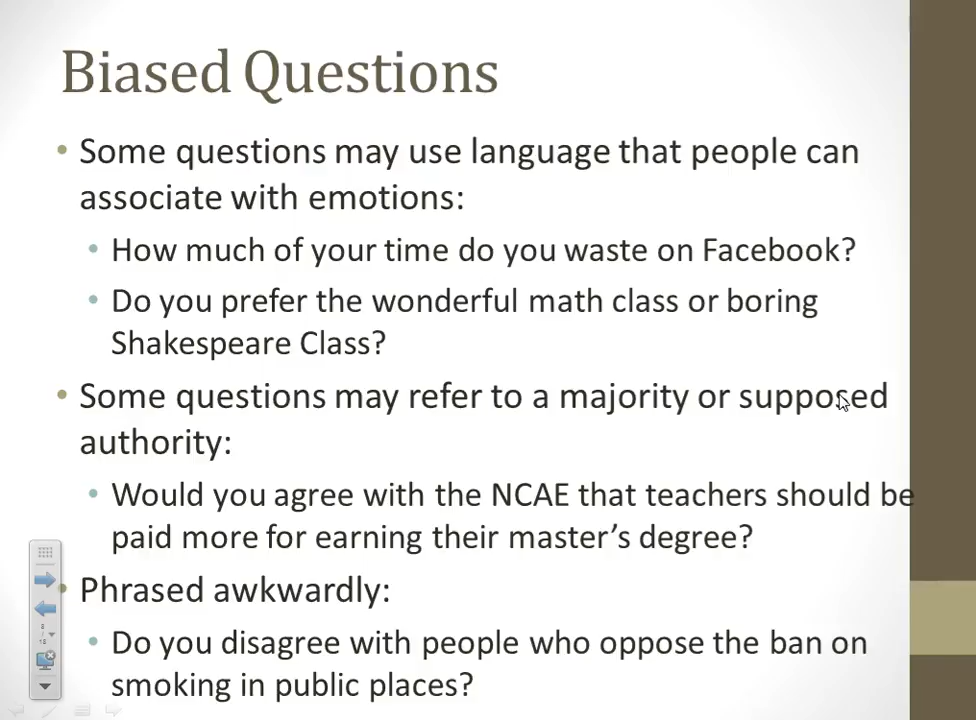 Biased Questions
• Some questions may use language that people can
associate with emotions:
• How much of your time do you waste on Facebook?
• Do you prefer the wonderful math class or boring
Shakespeare Class?
• Some questions may refer to a majority or supposed
authority:
• Would you agree with the NCAE that teachers should be
paid more for earning their master's degree?
• Phrased awkwardly:
• Do you disagree with people who oppose the ban on
smoking in public places?